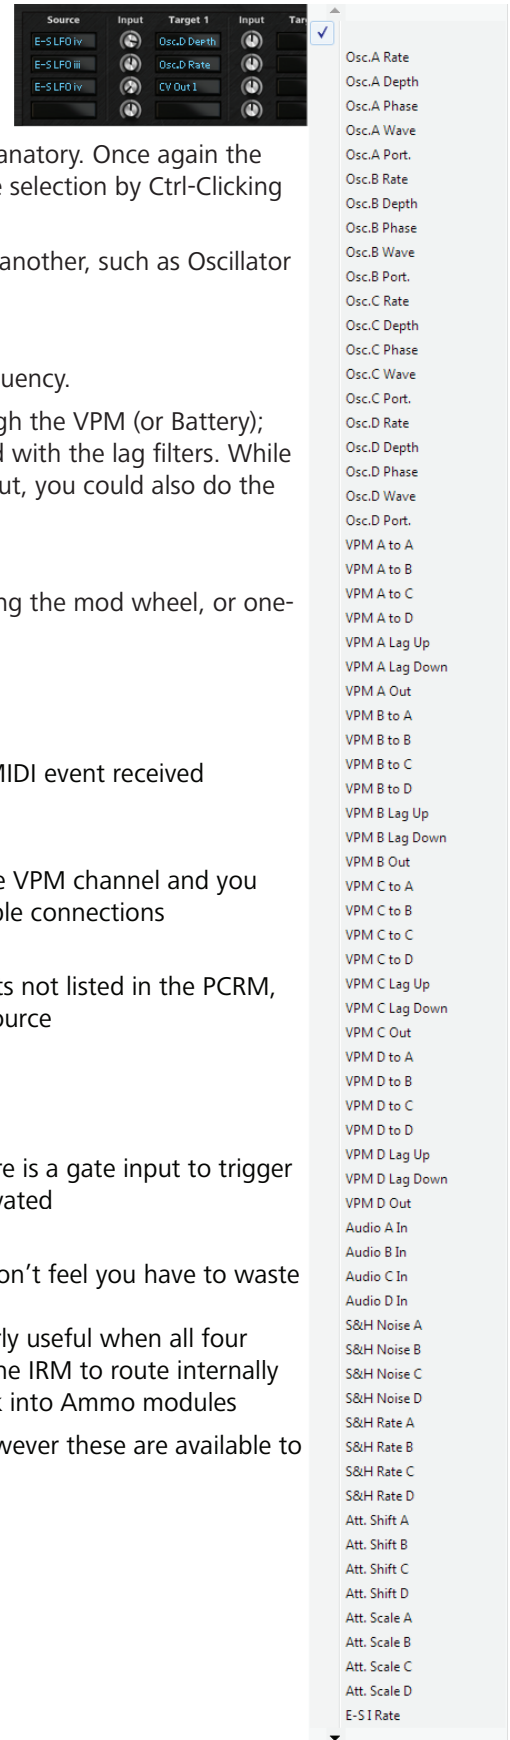 Source Input Target 1 Input Tar
E-S LFO iv Osc.D Depth
E-S LFO iii Osc.D Rate
E-S LFO iv CV Out 1
anatory. Once again the
e selection by Ctrl-Clicking
another, such as Oscillator
uency.
gh the VPM (or Battery);
d with the lag filters. While
ut, you could also do the
ng the mod wheel, or one-
MIDI event received
e VPM channel and you
ple connections
ts not listed in the PCRM,
ource
re is a gate input to trigger
vated
on't feel you have to waste
rly useful when all four
he IRM to route internally
k into Ammo modules
wever these are available to
Osc.A Rate
Osc.A Depth
Osc.A Phase
Osc.A Wave
Osc.A Port.
Osc.B Rate
Osc.B Depth
Osc.B Phase
Osc.B Wave
Osc.B Port.
Osc.C Rate
Osc.C Depth
Osc.C Phase
Osc.C Wave
Osc.C Port.
Osc.D Rate
Osc.D Depth
Osc.D Phase
Osc.D Wave
Osc.D Port.
VPM A to A
VPM A to B
VPM A to C
VPM A to D
VPM A Lag Up
VPM A Lag Down
VPM A Out
VPM B to A
VPM B to B
VPM B to C
VPM B to D
VPM B Lag Up
VPM B Lag Down
VPM B Out
VPM C to A
VPM C to B
VPM C to C
VPM C to D
VPM C Lag Up
VPM C Lag Down
VPM C Out
VPM D to A
VPM D to B
VPM D to C
VPM D to D
VPM D Lag Up
VPM D Lag Down
VPM D Out
Audio A In
Audio B In
Audio C In
Audio D In
S&H Noise A
S&H Noise B
S&H Noise C
S&H Noise D
S&H Rate A
S&H Rate B
S&H Rate C
S&H Rate D
Att. Shift A
Att. Shift B
Att. Shift C
Att. Shift D
Att. Scale A
Att. Scale B
Att. Scale C
Att. Scale D
E-S I Rate